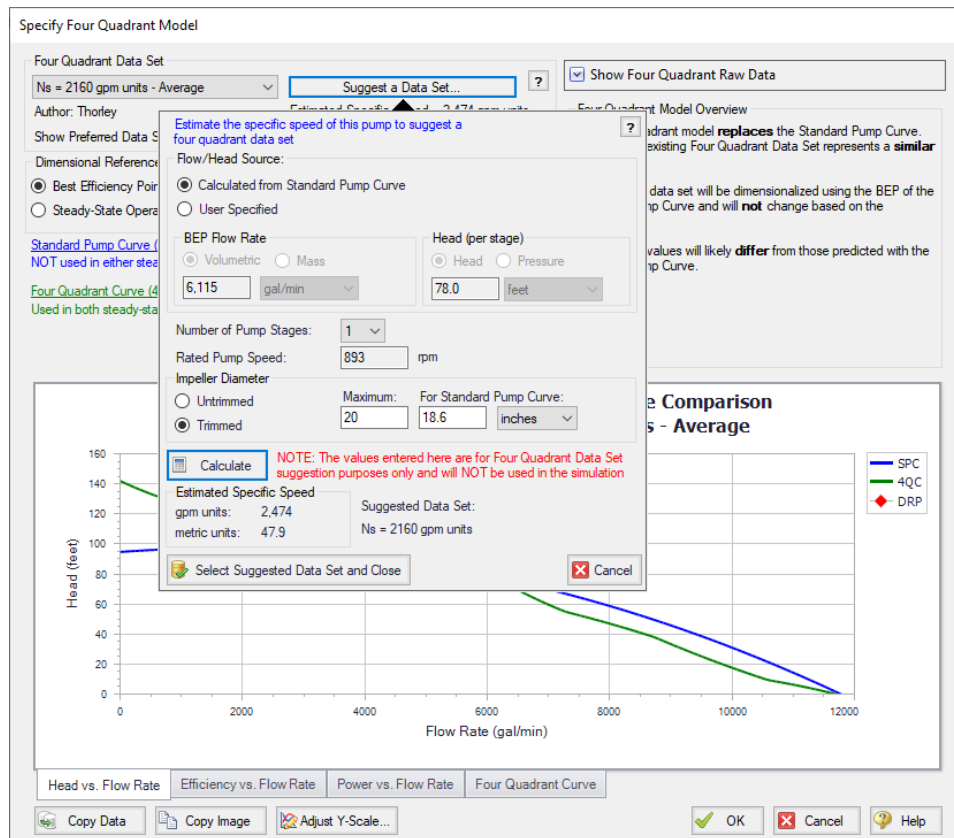 Specify Four Quadrant Model
Four Quadrant Data Set
Ns = 2160 gpm units - Average
Suggest a Data Set...
?
Author: Thorley
Show Preferred Data S
Dimensional Reference
Best Efficiency Poin
Steady-State Opera
Standard Pump Curve (
NOT used in either stea
Four Quadrant Curve (4
Used in both steady-sta
Show Four Quadrant Raw Data
Four Quadrant Model Overview
adrant model replaces the Standard Pump Curve.
existing Four Quadrant Data Set represents a similar
data set will be dimensionalized using the BEP of the
p Curve and will not change based on the
values will likely differ from those predicted with the
p Curve.
Estimate the specific speed of this pump to suggest a
four quadrant data set
?
Flow/Head Source:
Calculated from Standard Pump Curve
User Specified
BEP Flow Rate
Volumetric
Mass
6,115
gal/min
Head (per stage)
Head
Pressure
78.0
feet
Number of Pump Stages:
1
Rated Pump Speed:
893
rpm
Impeller Diameter
Untrimmed
Trimmed
Maximum:
20
For Standard Pump Curve:
18.6
inches
Calculate
NOTE: The values entered here are for Four Quadrant Data Set
suggestion purposes only and will NOT be used in the simulation
Estimated Specific Speed
gpm units: 2,474
metric units: 47.9
Suggested Data Set:
Ns = 2160 gpm units
Select Suggested Data Set and Close
Cancel
e Comparison
s - Average
Head (feet)
160
140
120
100
80
60
40
20
0
0
2000
4000
6000
8000
10000
12000
Flow Rate (gal/min)
SPC
4QC
DRP
Head vs. Flow Rate
Efficiency vs. Flow Rate
Power vs. Flow Rate
Four Quadrant Curve
Copy Data
Copy Image
Adjust Y-Scale...
OK
Cancel
Help